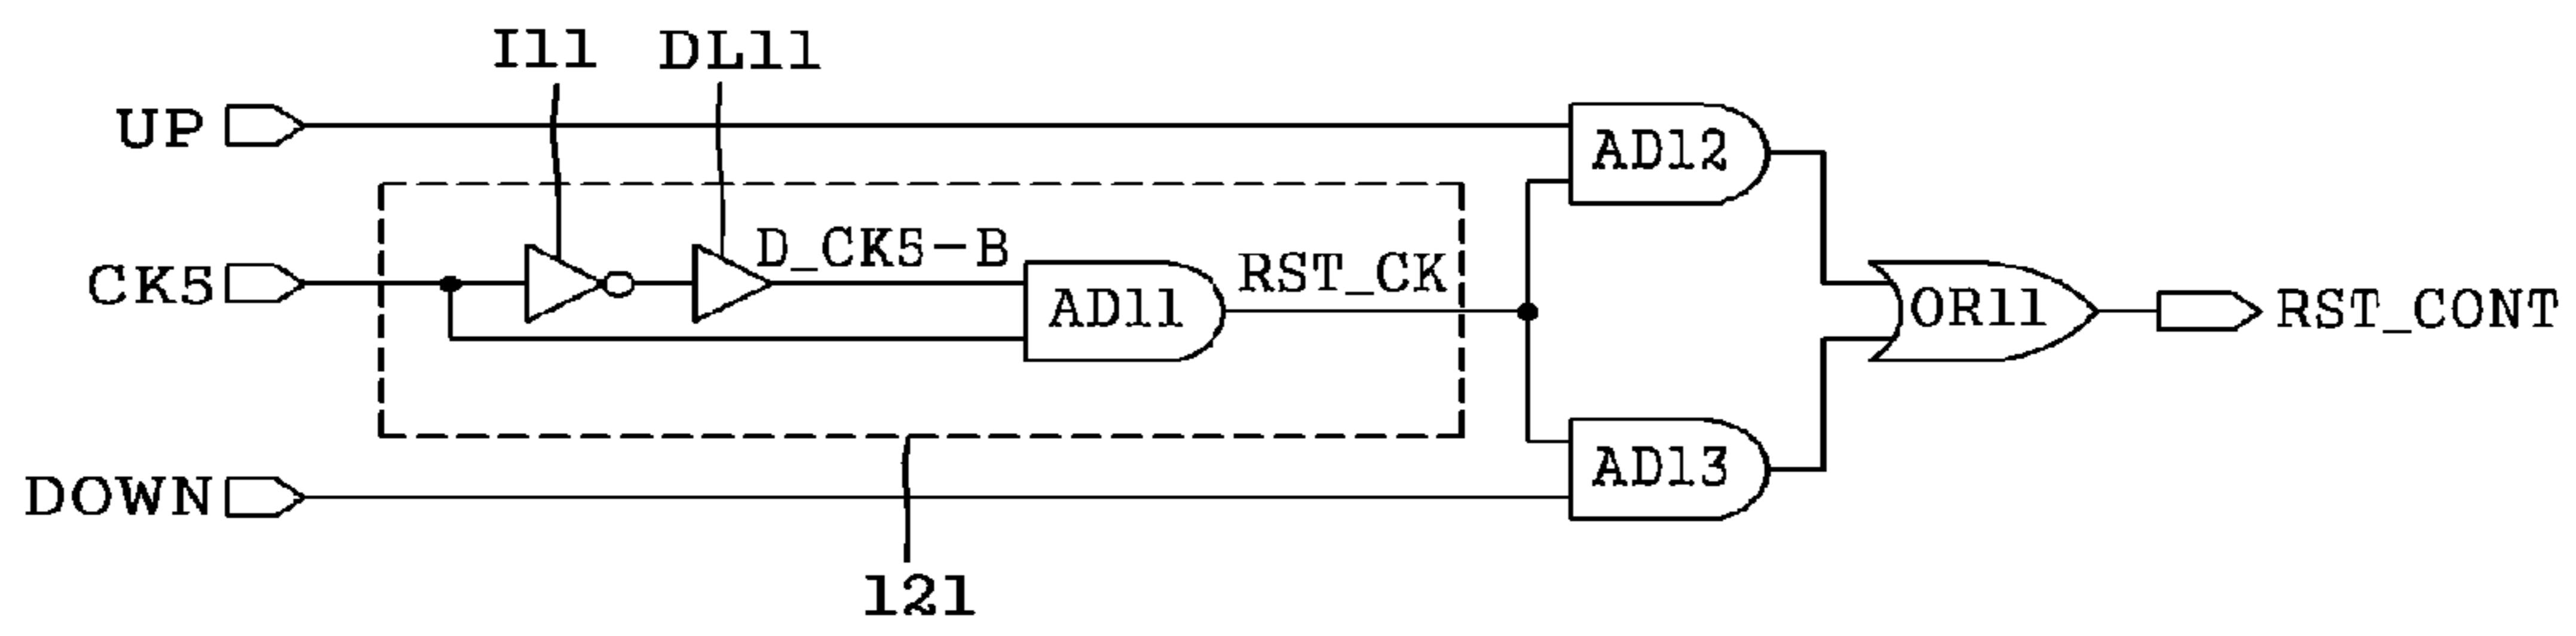 I11 DL11
UP
AD12
D_CK5-B
CK5
RST_CK
AD11
OR11
RST_CONT
AD13
DOWN
121